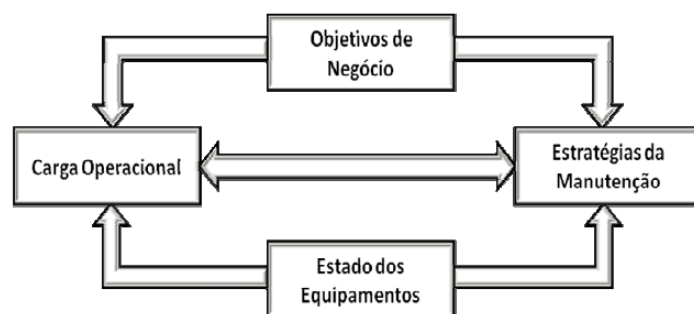 Objetivos de
Negócio
Carga Operacional
Estratégias da
Manutenção
Estado dos
Equipamentos